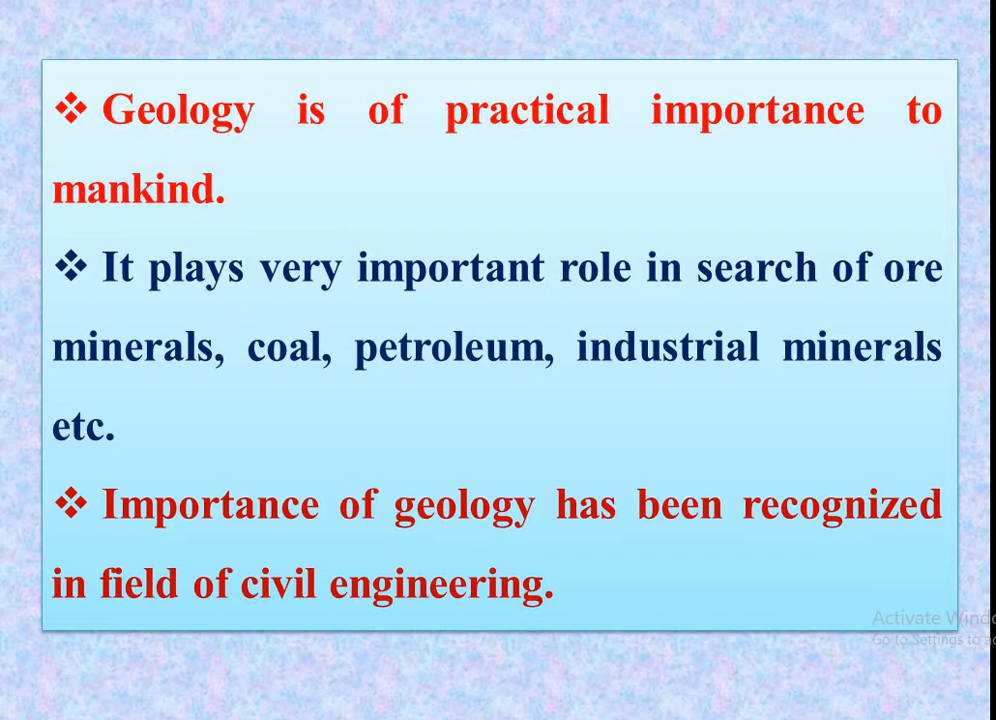 ❖ Geology is of practical importance to
mankind.
❖ It plays very important role in search of ore
minerals, coal, petroleum, industrial minerals
etc.
❖ Importance of geology has been recognized
in field of civil engineering.
Activate Wind
Go to Settings to a